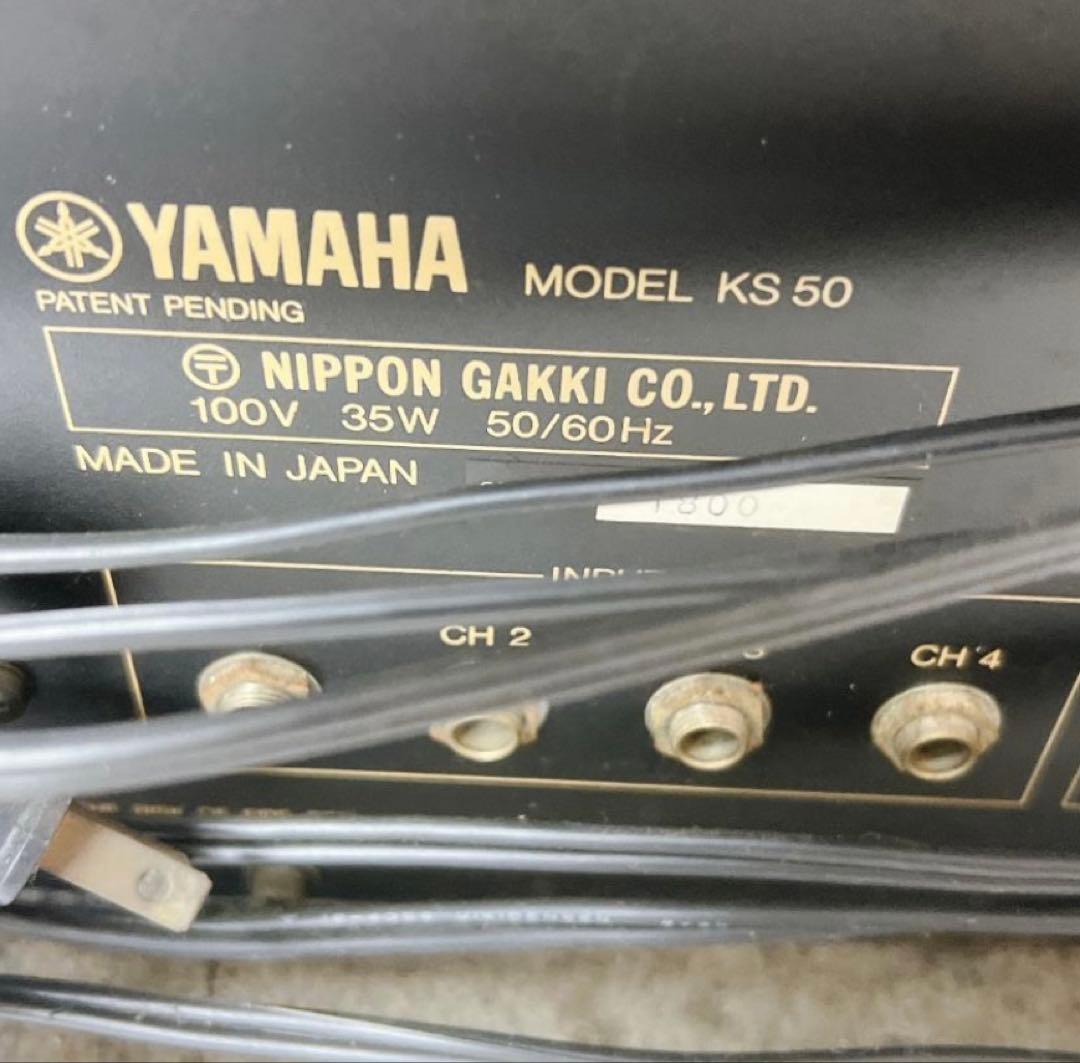 YAMAHA MODEL KS 50
PATENT PENDING
〒 NIPPON GAKKI CO., LTD.
100V 35W 50/60Hz
MADE IN JAPAN
1800
CH 2 CH 4